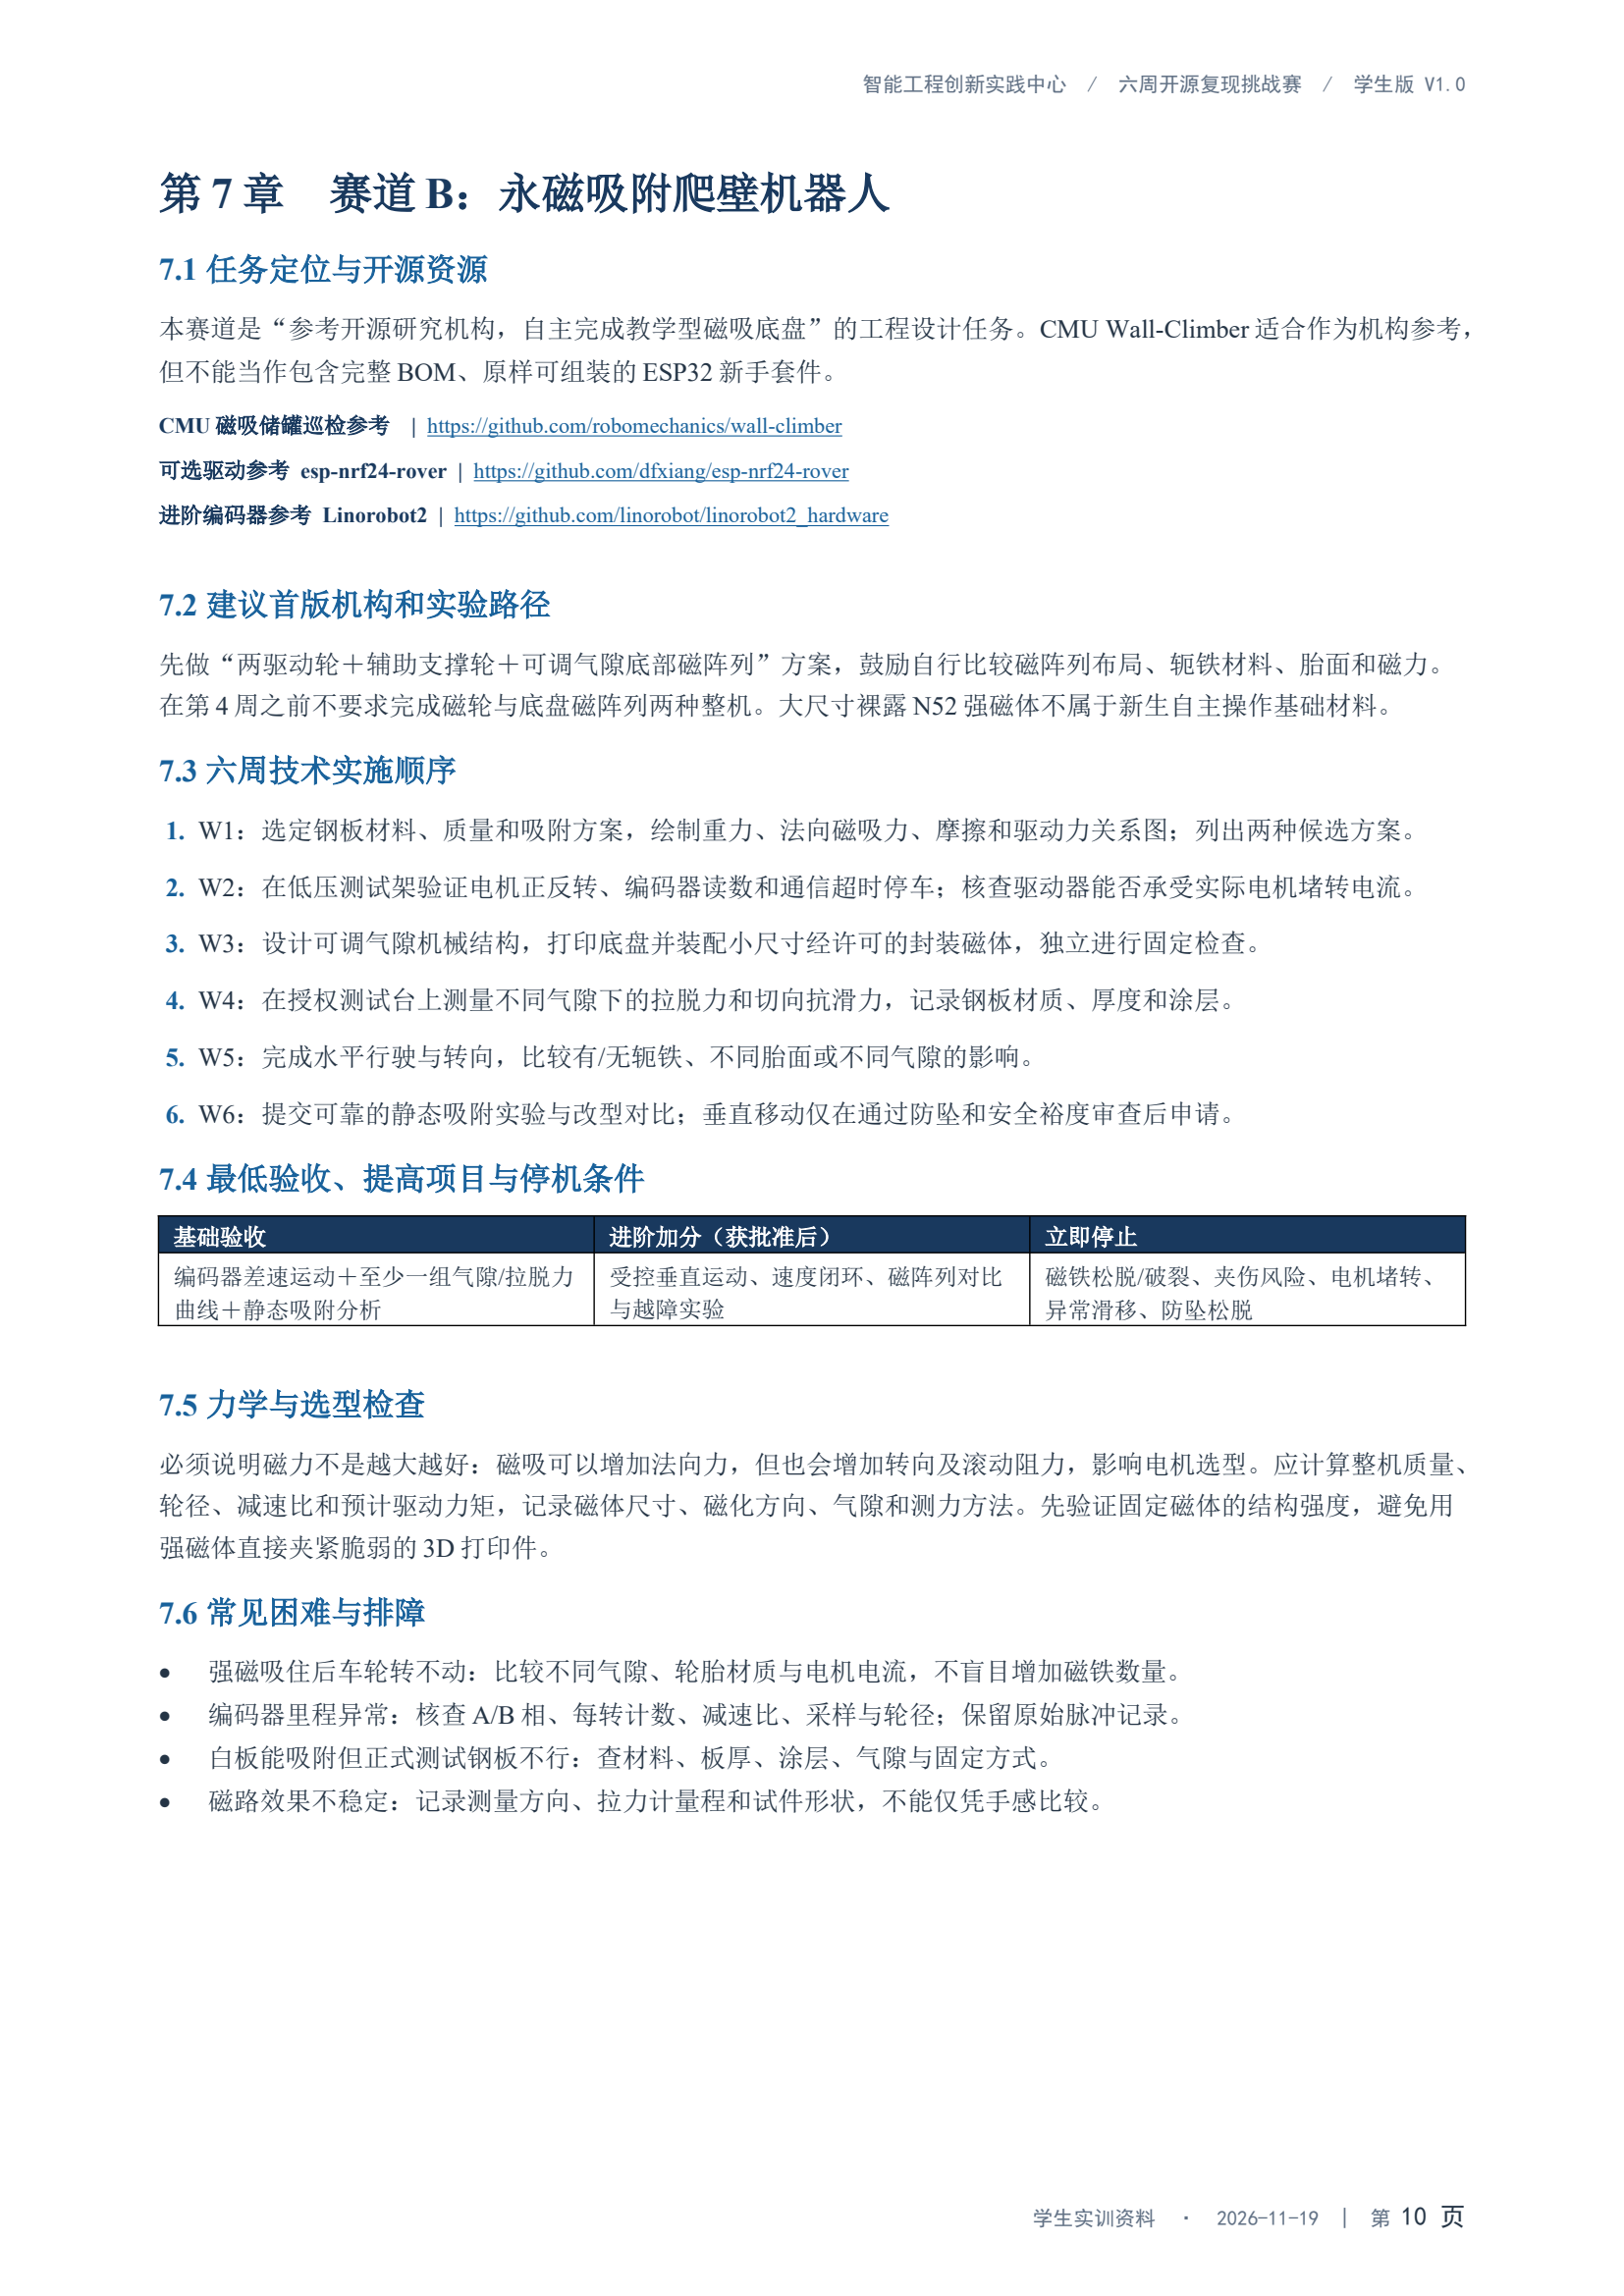 智能工程创新实践中心 / 六周开源复现挑战赛 / 学生版 V1.0
第 7 章 赛道 B：永磁吸附爬壁机器人
7.1 任务定位与开源资源
本赛道是“参考开源研究机构，自主完成教学型磁吸底盘”的工程设计任务。CMU Wall-Climber 适合作为机构参考，
但不能当作包含完整 BOM、原样可组装的 ESP32 新手套件。
CMU 磁吸储罐巡检参考 | https://github.com/robomechanics/wall-climber
可选驱动参考 esp-nrf24-rover | https://github.com/dfxiang/esp-nrf24-rover
进阶编码器参考 Linorobot2 | https://github.com/linorobot/linorobot2_hardware
7.2 建议首版机构和实验路径
先做“两驱动轮＋辅助支撑轮＋可调气隙底部磁阵列”方案，鼓励自行比较磁阵列布局、轭铁材料、胎面和磁力。
在第 4 周之前不要求完成磁轮与底盘磁阵列两种整机。大尺寸裸露 N52 强磁体不属于新生自主操作基础材料。
7.3 六周技术实施顺序
1. W1：选定钢板材料、质量和吸附方案，绘制重力、法向磁吸力、摩擦和驱动力关系图；列出两种候选方案。
2. W2：在低压测试架验证电机正反转、编码器读数和通信超时停车；核查驱动器能否承受实际电机堵转电流。
3. W3：设计可调气隙机械结构，打印底盘并装配小尺寸经许可的封装磁体，独立进行固定检查。
4. W4：在授权测试台上测量不同气隙下的拉脱力和切向抗滑力，记录钢板材质、厚度和涂层。
5. W5：完成水平行驶与转向，比较有/无轭铁、不同胎面或不同气隙的影响。
6. W6：提交可靠的静态吸附实验与改型对比；垂直移动仅在通过防坠和安全裕度审查后申请。
7.4 最低验收、提高项目与停机条件
基础验收 进阶加分（获批准后） 立即停止
编码器差速运动＋至少一组气隙/拉脱力 受控垂直运动、速度闭环、磁阵列对比 磁铁松脱/破裂、夹伤风险、电机堵转、
曲线＋静态吸附分析 与越障实验 异常滑移、防坠松脱
7.5 力学与选型检查
必须说明磁力不是越大越好：磁吸可以增加法向力，但也会增加转向及滚动阻力，影响电机选型。应计算整机质量、
轮径、减速比和预计驱动力矩，记录磁体尺寸、磁化方向、气隙和测力方法。先验证固定磁体的结构强度，避免用
强磁体直接夹紧脆弱的 3D 打印件。
7.6 常见困难与排障
• 强磁吸住后车轮转不动：比较不同气隙、轮胎材质与电机电流，不盲目增加磁铁数量。
• 编码器里程异常：核查 A/B 相、每转计数、减速比、采样与轮径；保留原始脉冲记录。
• 白板能吸附但正式测试钢板不行：查材料、板厚、涂层、气隙与固定方式。
• 磁路效果不稳定：记录测量方向、拉力计量程和试件形状，不能仅凭手感比较。
学生实训资料 · 2026-11-19 | 第 10 页